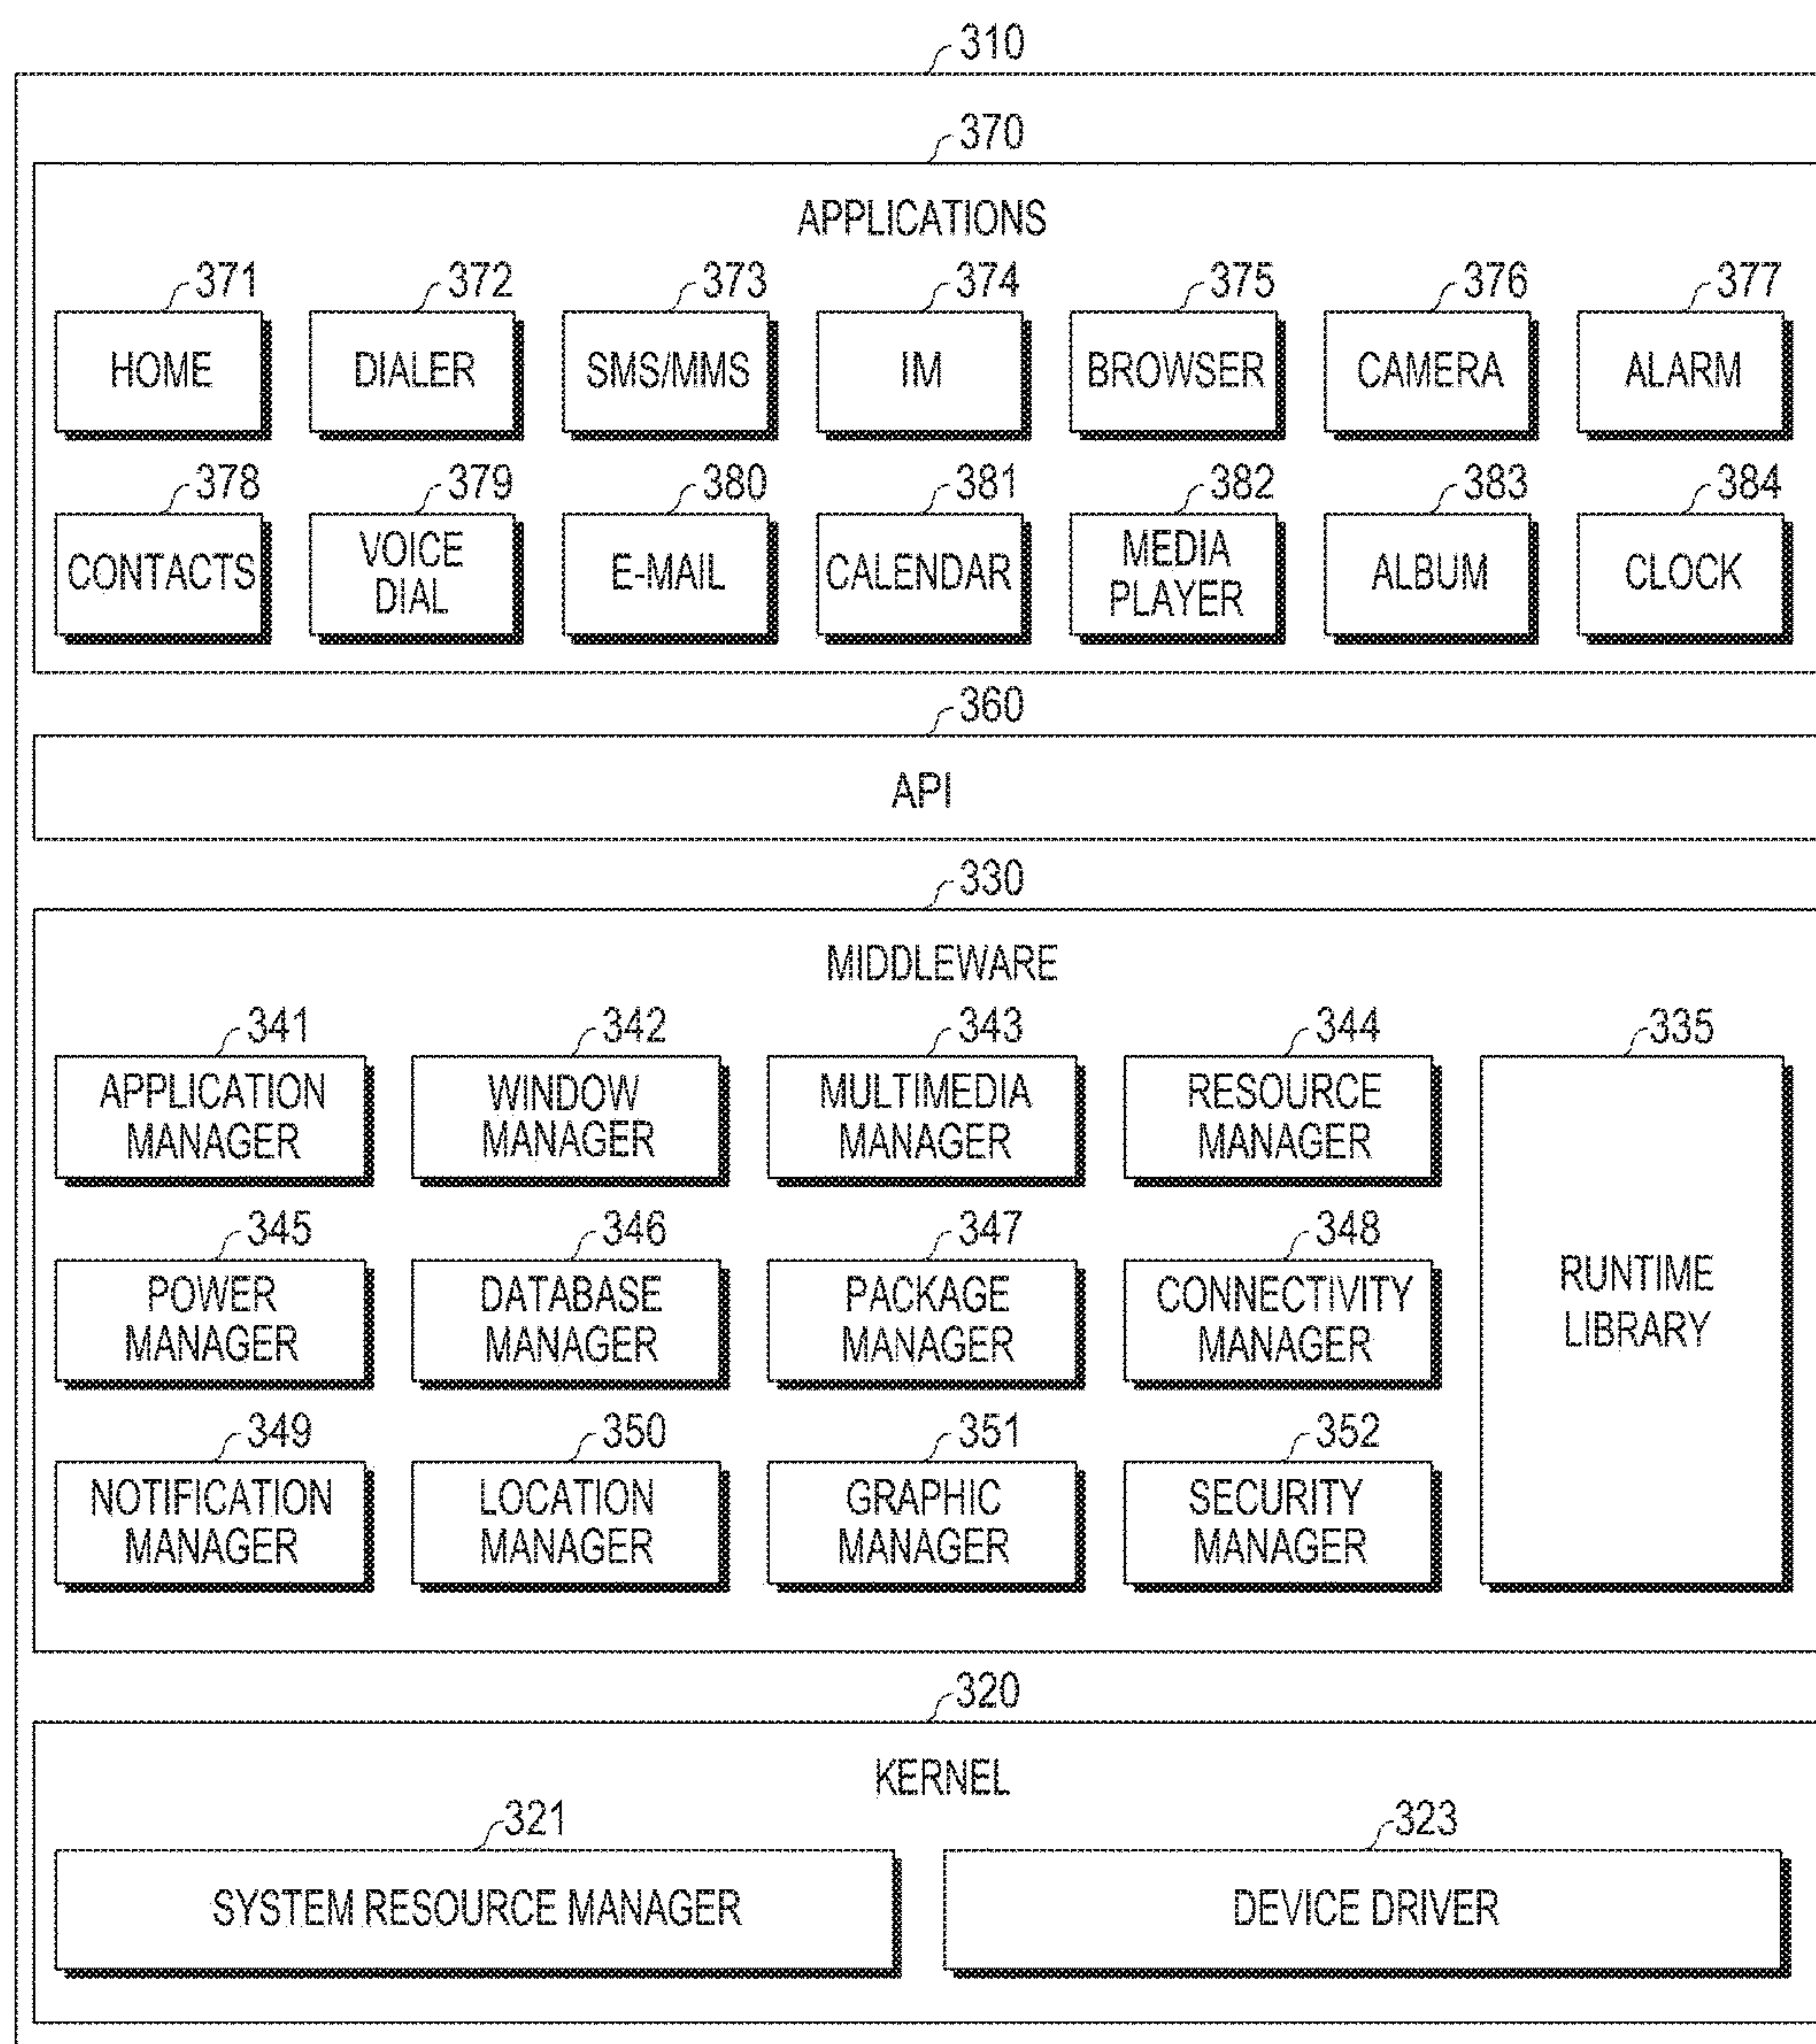 310
370
APPLICATIONS
371 372 373 374 375 376 377
HOME DIALER SMS/MMS IM BROWSER CAMERA ALARM
378 379 380 381 382 383 384
CONTACTS VOICE DIAL E-MAIL CALENDAR MEDIA PLAYER ALBUM CLOCK
360
API
330
MIDDLEWARE
341 342 343 344 335
APPLICATION MANAGER WINDOW MANAGER MULTIMEDIA MANAGER RESOURCE MANAGER
345 346 347 348
POWER MANAGER DATABASE MANAGER PACKAGE MANAGER CONNECTIVITY MANAGER RUNTIME LIBRARY
349 350 351 352
NOTIFICATION MANAGER LOCATION MANAGER GRAPHIC MANAGER SECURITY MANAGER
320
KERNEL
321 323
SYSTEM RESOURCE MANAGER DEVICE DRIVER